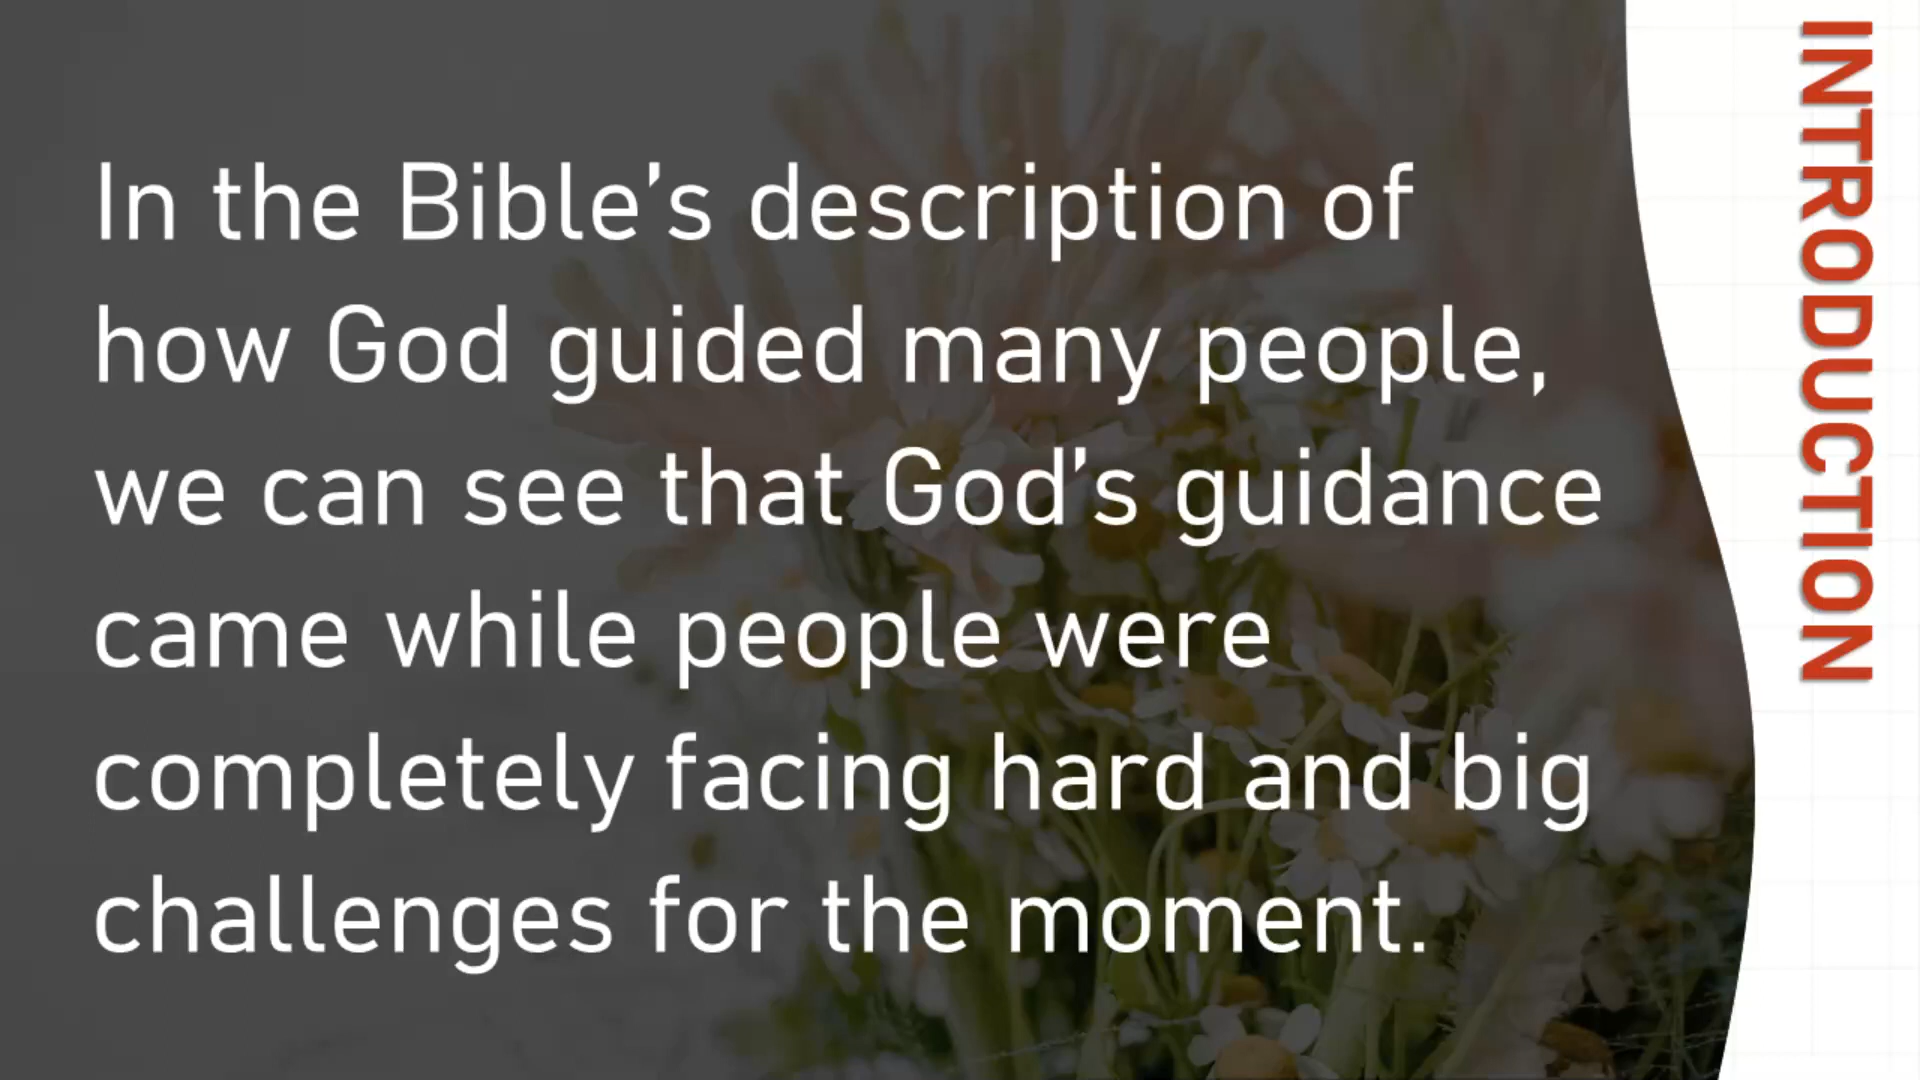 In the Bible’s description of
how God guided many people,
we can see that God’s guidance
came while people were
completely facing hard and big
challenges for the moment.
INTRODUCTION